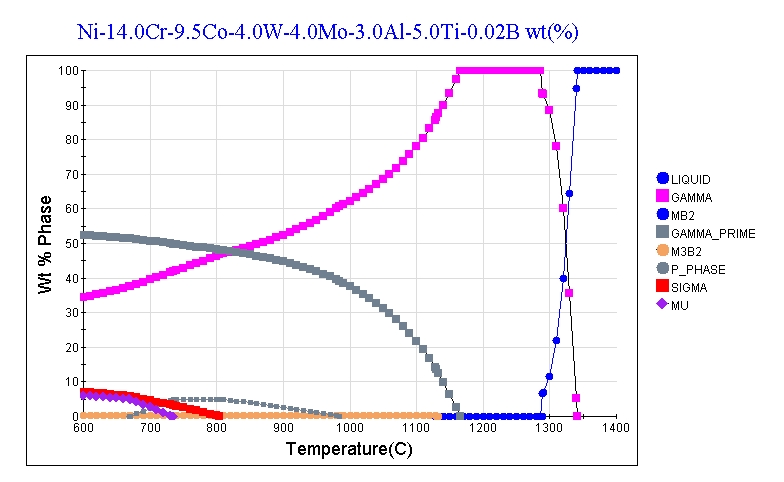 Ni-14.0Cr-9.5Co-4.0W-4.0Mo-3.0Al-5.0Ti-0.02B wt(%)
100
90
80
70
60
50
40
30
20
10
0
Wt % Phase
600 700 800 900 1000 1100 1200 1300 1400
Temperature(C)
LIQUID
GAMMA
MB2
GAMMA_PRIME
M3B2
P_PHASE
SIGMA
MU